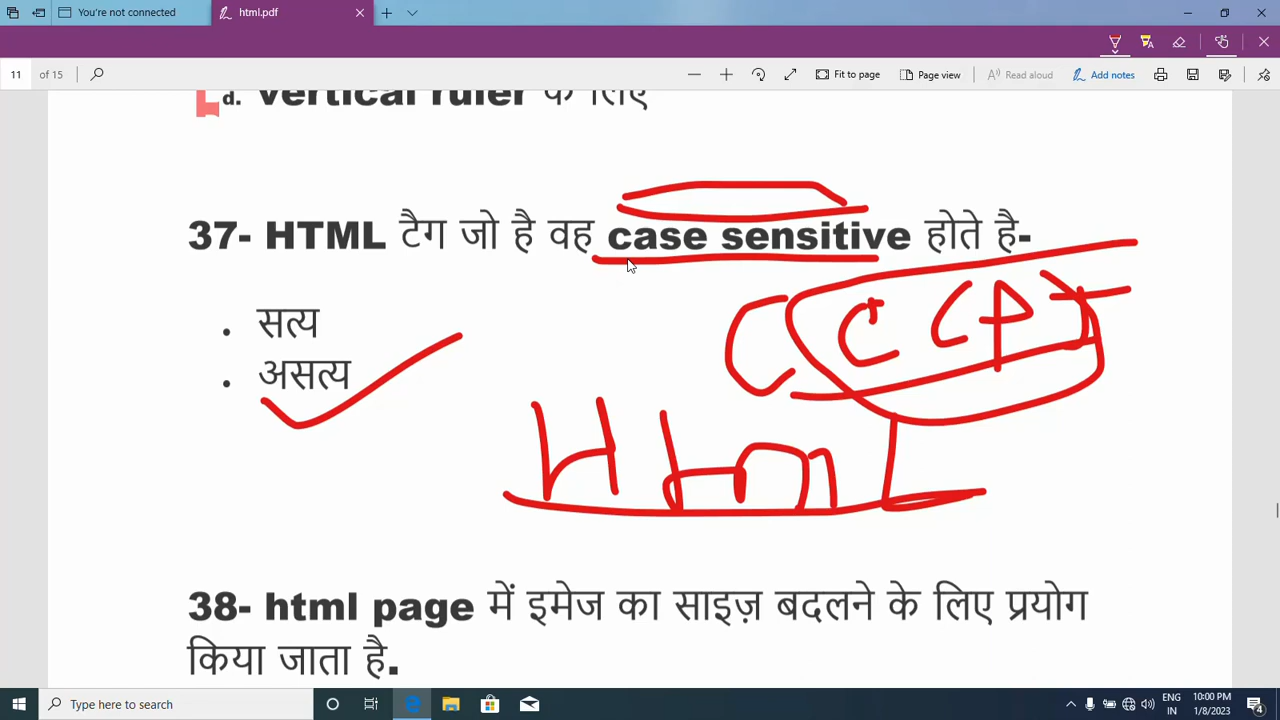 You're not connected
html.pdf
11 of 15
Fit to page
Page view
Read aloud
Add notes
d. vertical ruler के लिए
37- HTML टैग जो है वह case sensitive होते है-
. सत्य
. असत्य
C C++
Html
38- html page में इमेज का साइज़ बदलने के लिए प्रयोग
किया जाता है.
Type here to search
ENG
IN
10:00 PM
1/8/2023
4